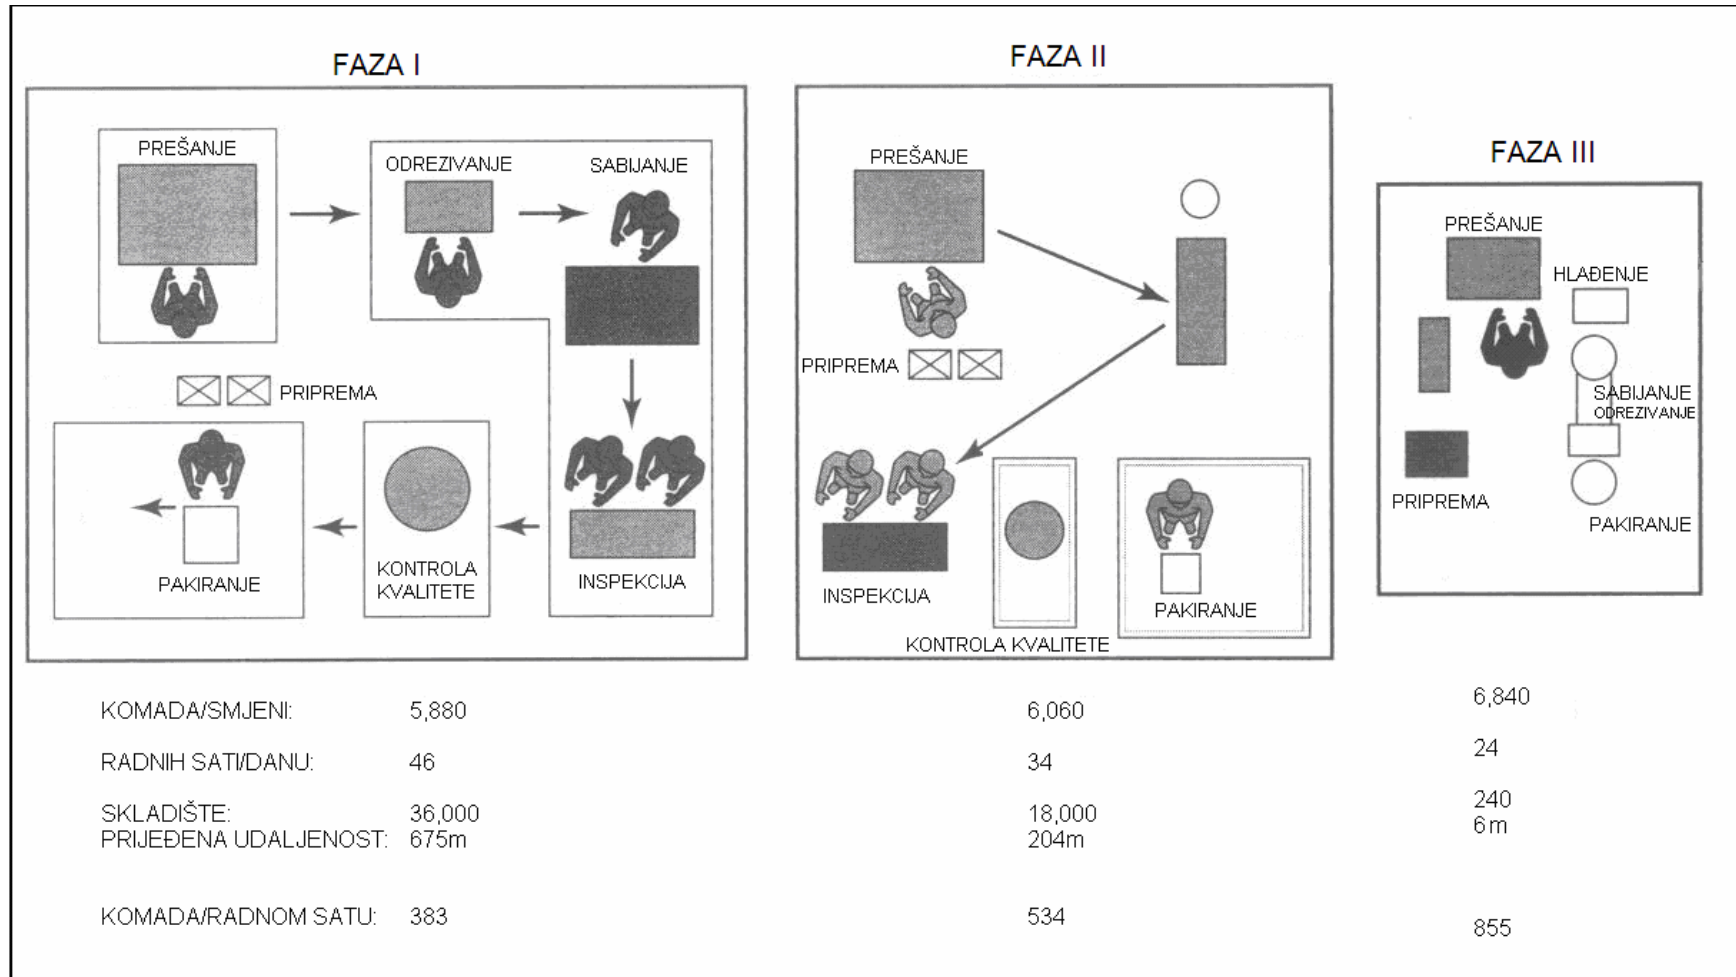 FAZA I
PREŠANJE
ODREZIVANJE
SABIJANJE
PRIPREMA
PAKIRANJE
KONTROLA
KVALITETE
INSPEKCIJA
FAZA II
PREŠANJE
PRIPREMA
INSPEKCIJA
KONTROLA KVALITETE
PAKIRANJE
FAZA III
PREŠANJE
HLAĐENJE
SABIJANJE
ODREZIVANJE
PRIPREMA
PAKIRANJE
KOMADA/SMJENI: 5,880 6,060 6,840
RADNIH SATI/DANU: 46 34 24
SKLADIŠTE: 36,000 18,000 240
PRIJEĐENA UDALJENOST: 675m 204m 6m
KOMADA/RADNOM SATU: 383 534 855